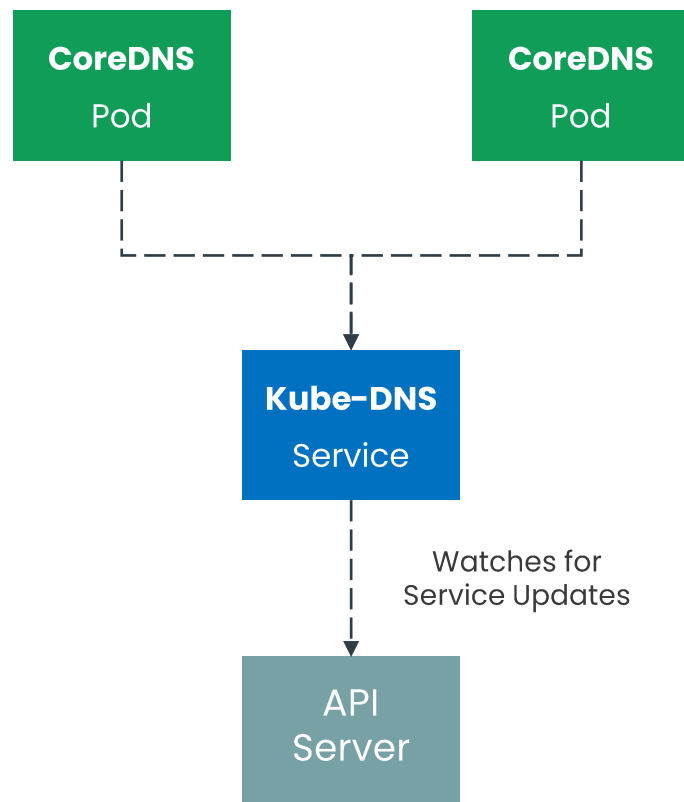 CoreDNS
Pod
CoreDNS
Pod
Kube-DNS
Service
Watches for
Service Updates
API
Server